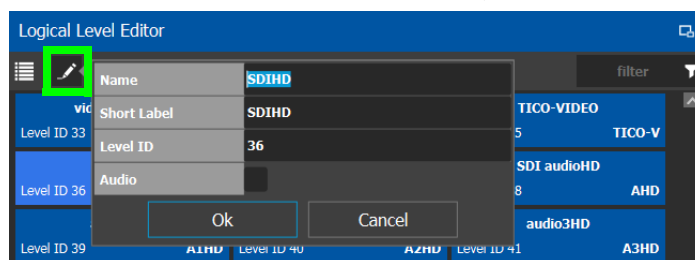 Logical Level Editor
filter
Name SDIHD
Short Label SDIHD
Level ID 36
Audio
Ok Cancel
vid TICO-VIDEO
Level ID 33 5 TICO-V
SDI audioHD
Level ID 36 8 AHD
audio3HD
Level ID 39 A1HD Level ID 40 A2HD Level ID 41 A3HD